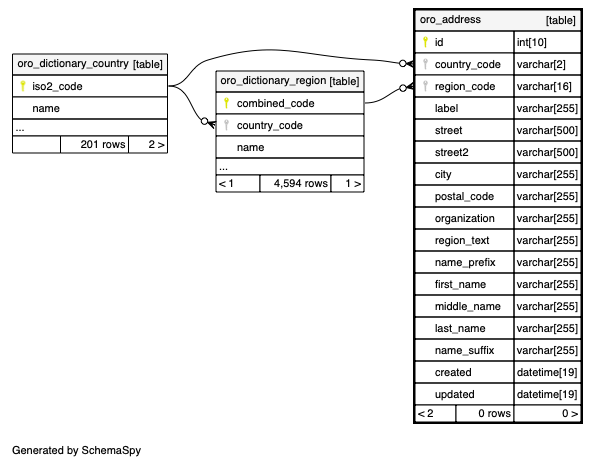 oro_dictionary_country [table]
iso2_code
name
...
201 rows 2 >
oro_dictionary_region [table]
combined_code
country_code
name
...
< 1 4,594 rows 1 >
oro_address [table]
id int[10]
country_code varchar[2]
region_code varchar[16]
label varchar[255]
street varchar[500]
street2 varchar[500]
city varchar[255]
postal_code varchar[255]
organization varchar[255]
region_text varchar[255]
name_prefix varchar[255]
first_name varchar[255]
middle_name varchar[255]
last_name varchar[255]
name_suffix varchar[255]
created datetime[19]
updated datetime[19]
< 2 0 rows 0 >
Generated by SchemaSpy